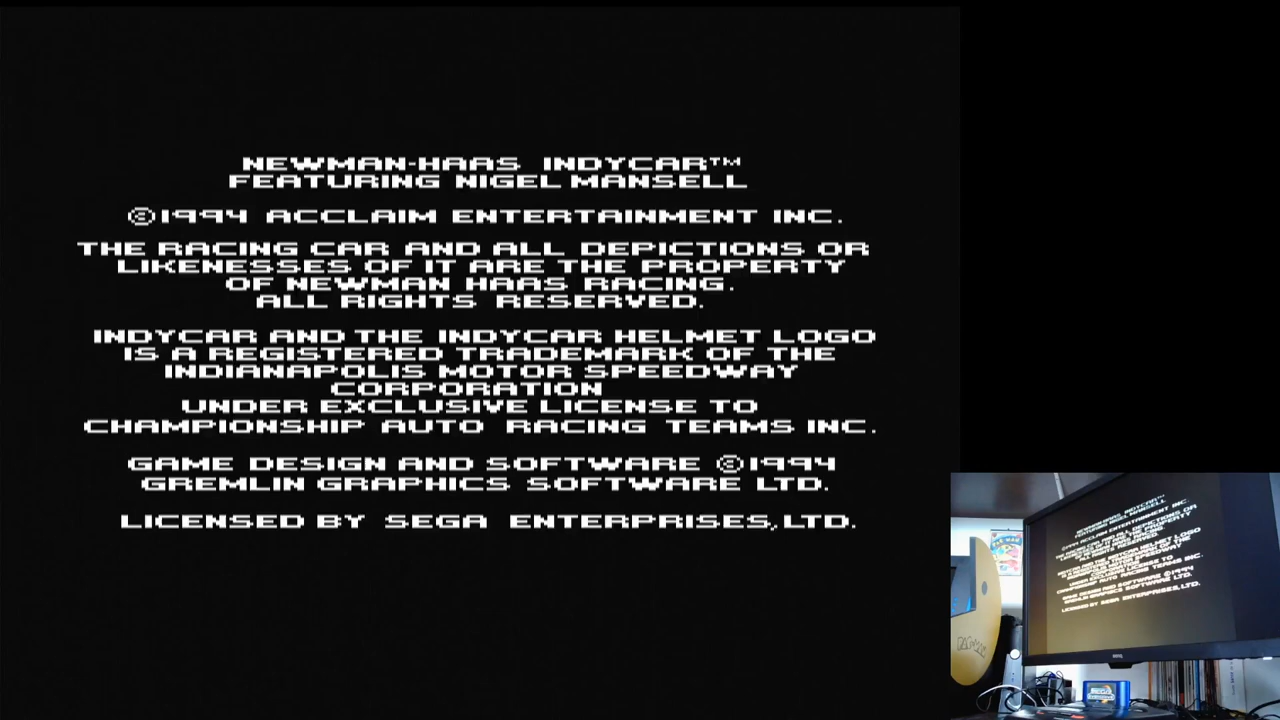 NEWMAN-HAAS INDYCAR™
FEATURING NIGEL MANSELL
©1994 ACCLAIM ENTERTAINMENT INC.
THE RACING CAR AND ALL DEPICTIONS OR
LIKENESSES OF IT ARE THE PROPERTY
OF NEWMAN HAAS RACING.
ALL RIGHTS RESERVED.
INDYCAR AND THE INDYCAR HELMET LOGO
IS A REGISTERED TRADEMARK OF THE
INDIANAPOLIS MOTOR SPEEDWAY
CORPORATION
UNDER EXCLUSIVE LICENSE TO
CHAMPIONSHIP AUTO RACING TEAMS INC.
GAME DESIGN AND SOFTWARE ©1994
GREMLIN GRAPHICS SOFTWARE LTD.
LICENSED BY SEGA ENTERPRISES,LTD.